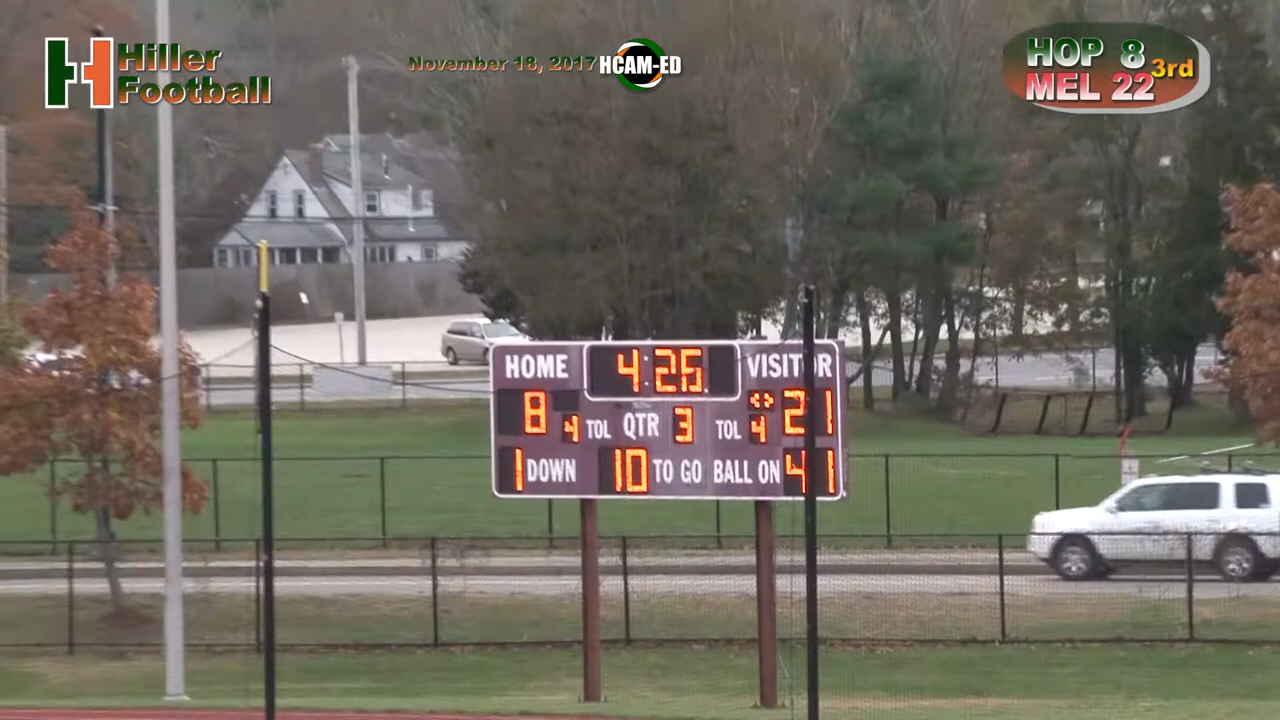 Hiller
Football
November 18, 2017 HCAM-ED
HOP 8
MEL 22
3rd
HOME 4:26 VISITOR
8 4 TOL QTR 3 TOL 4 21
1 DOWN 10 TO GO BALL ON 41